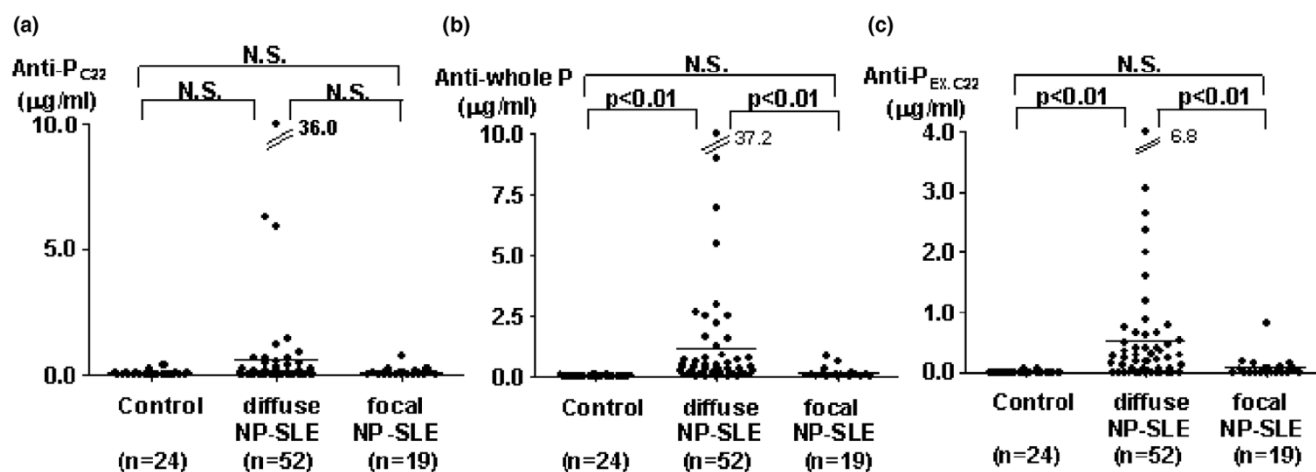 (a)
N.S.
Anti-PC22
(µg/ml)
N.S.
N.S.
10.0
36.0
5.0
0.0
Control
diffuse
NP-SLE
focal
NP-SLE
(n=24)
(n=52)
(n=19)
(b)
N.S.
Anti-whole P
(µg/ml)
p<0.01
p<0.01
10.0
37.2
7.5
5.0
2.5
0.0
Control
diffuse
NP-SLE
focal
NP-SLE
(n=24)
(n=52)
(n=19)
(c)
N.S.
Anti-PEX. C22
(µg/ml)
p<0.01
p<0.01
4.0
6.8
3.0
2.0
1.0
0.0
Control
diffuse
NP-SLE
focal
NP-SLE
(n=24)
(n=52)
(n=19)